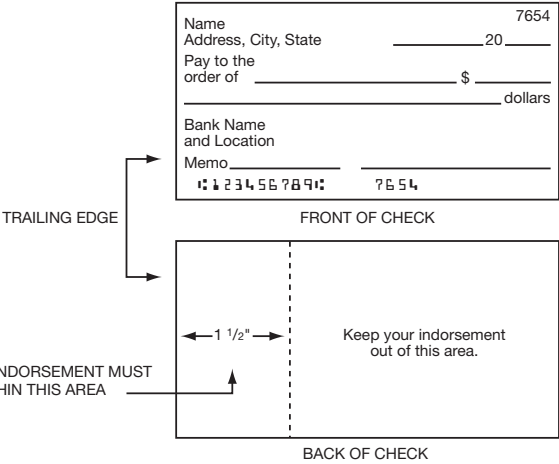 7654
Name
Address, City, State 20
Pay to the
order of $
dollars
Bank Name
and Location
Memo
⑆123456789⑆ 7654
TRAILING EDGE
FRONT OF CHECK
1 1/2"
Keep your indorsement
out of this area.
NDORSEMENT MUST
HIN THIS AREA
BACK OF CHECK